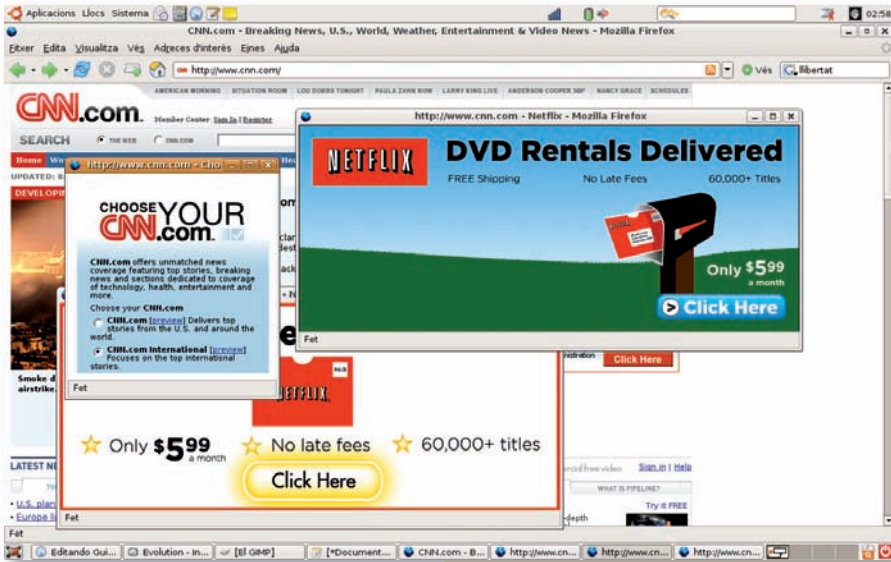 Aplicacions Llocs Sistema
02:58
CNN.com - Breaking News, U.S., World, Weather, Entertainment & Video News - Mozilla Firefox
Fitxer Edita Visualitza Vés Adreces d'interés Eines Ajuda
http://www.cnn.com/
Vés
llibertat
CNN.com.
AMERICAN MORNING SITUATION ROOM LOU DOBBS TONIGHT PAULA ZAHN NOW LARRY KING LIVE ANDERSON COOPER 360° NANCY GRACE SCHEDULES
Member Center: Sign In | Register
SEARCH
THE WEB
CNN.COM
Home
UPDATED:
http://www.cnn.com - Cho
CHOOSE YOUR
CNN.com.
CNN.com offers unmatched news
coverage featuring top stories, breaking
news and sections dedicated to coverage
of technology, health, entertainment and
more.
Choose your CNN.com
CNN.com [preview] Delivers top
stories from the U.S. and around the
world.
CNN.com International [preview]
Focuses on the top international
stories.
Fet
http://www.cnn.com - Netflix - Mozilla Firefox
NETFLIX
DVD Rentals Delivered
FREE Shipping No Late Fees 60,000+ Titles
Only $5.99
a month
Click Here
Fet
Click Here
Smoke
airstrike
NETFLIX
Only $5.99
a month
No late fees
60,000+ titles
Click Here
Fet
LATEST
Sign in | Help
WHAT IS PIPELINE?
Try it FREE
U.S. plan
Europe
Fet
Editando Gui...
Evolution - In...
[El GIMP]
[*Document...
CNN.com - B...
http://www.cn...
http://www.cn...
http://www.cn...